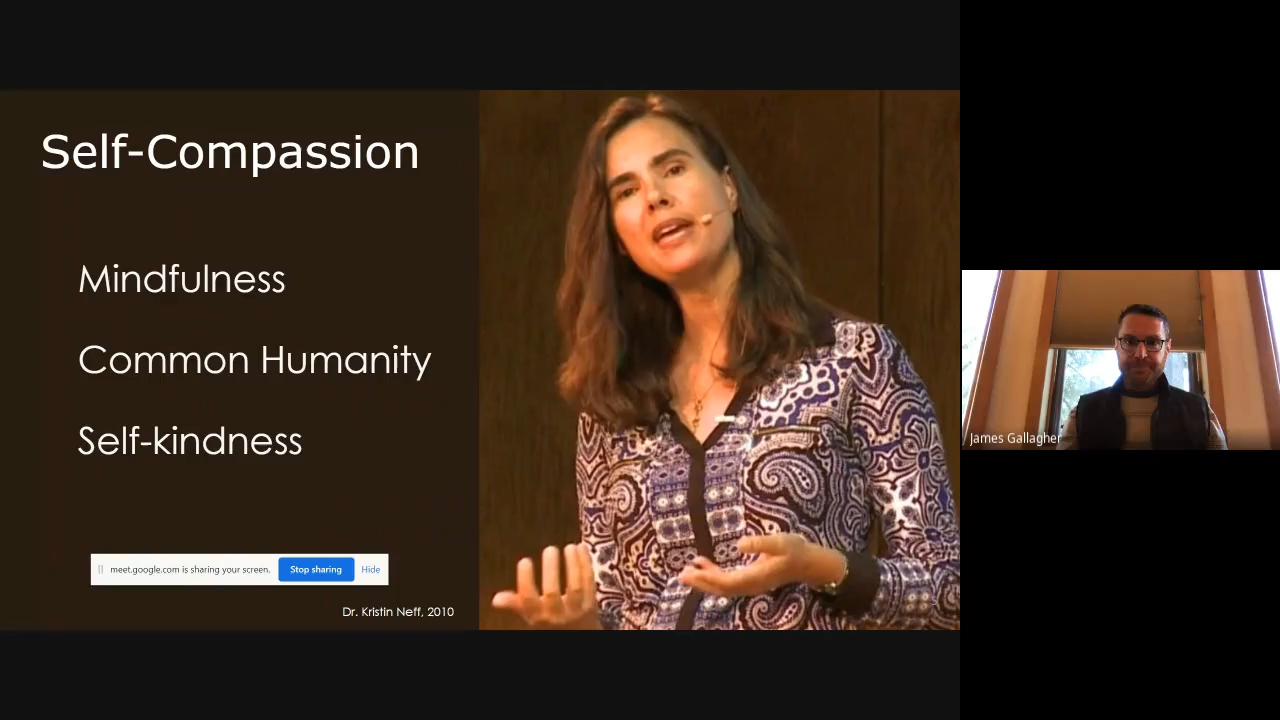 Self-Compassion
Mindfulness
Common Humanity
Self-kindness
meet.google.com is sharing your screen. Stop sharing Hide
Dr. Kristin Neff, 2010
James Gallagher